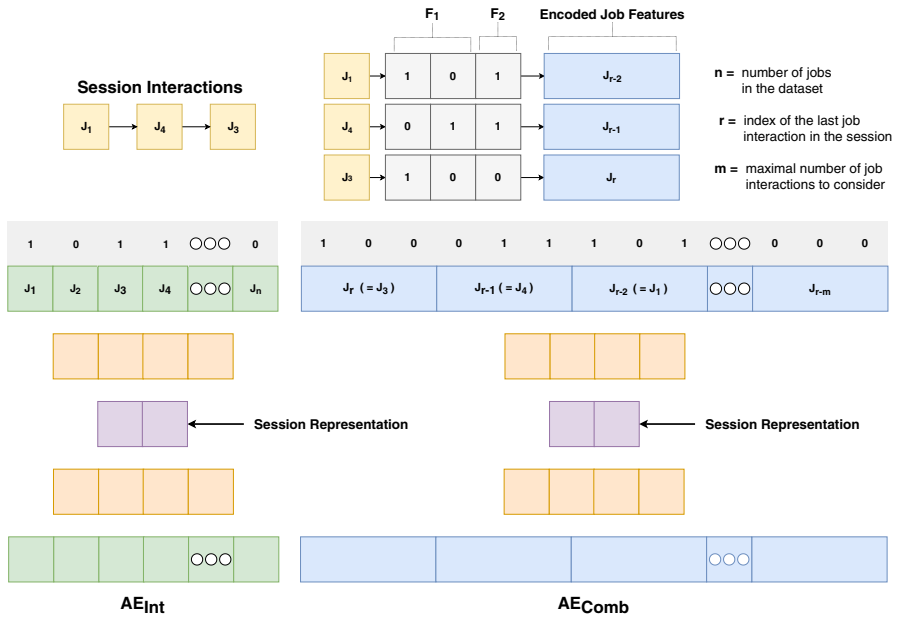 F1 F2 Encoded Job Features
Session Interactions
J1 J4 J3
J1 1 0 1 Jr-2
J4 0 1 1 Jr-1
J3 1 0 0 Jr
n = number of jobs
in the dataset
r = index of the last job
interaction in the session
m = maximal number of job
interactions to consider
1 0 1 1 0
J1 J2 J3 J4 Jn
1 0 0 0 1 1 1 0 1 0 0 0
Jr (= J3 ) Jr-1 (= J4 ) Jr-2 ( = J1 ) Jr-m
Session Representation
Session Representation
AEInt
AEComb